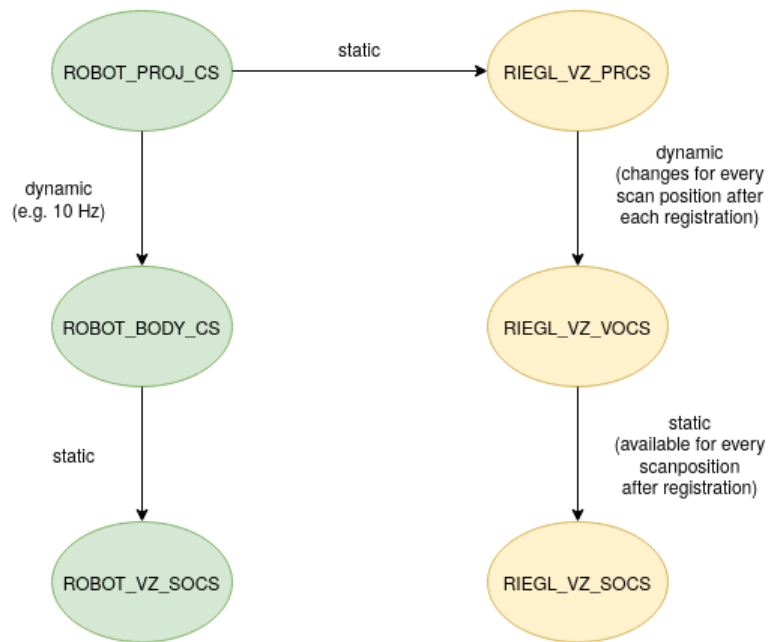 ROBOT_PROJ_CS
static
RIEGL_VZ_PRCS
dynamic
(e.g. 10 Hz)
dynamic
(changes for every
scan position after
each registration)
ROBOT_BODY_CS
RIEGL_VZ_VOCS
static
static
(available for every
scanposition
after registration)
ROBOT_VZ_SOCS
RIEGL_VZ_SOCS